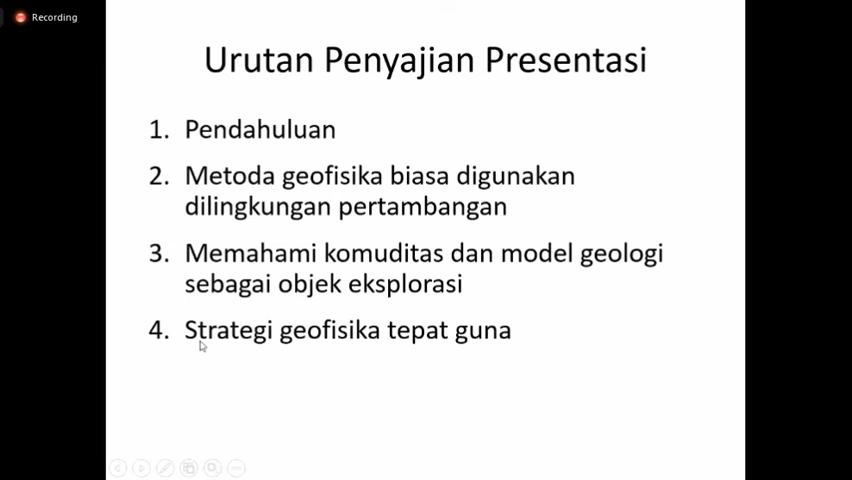 Recording
Urutan Penyajian Presentasi
1. Pendahuluan
2. Metoda geofisika biasa digunakan
dilingkungan pertambangan
3. Memahami komuditas dan model geologi
sebagai objek eksplorasi
4. Strategi geofisika tepat guna